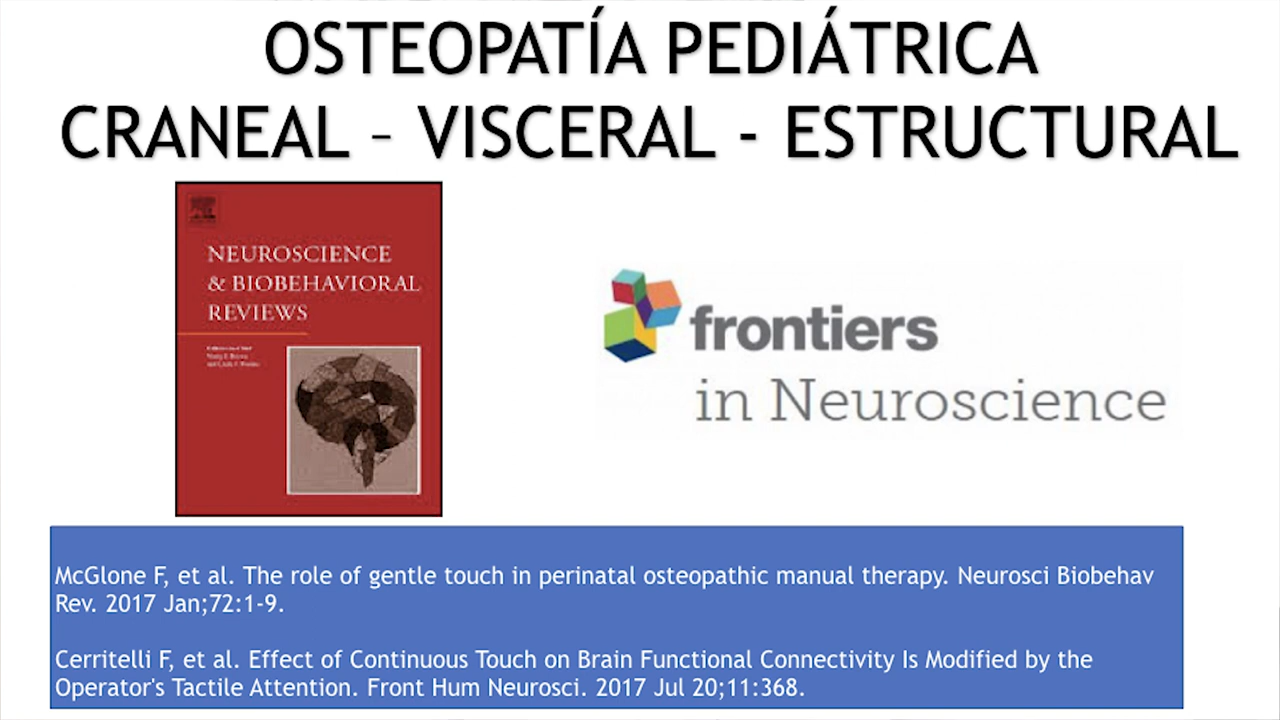 OSTEOPATÍA PEDIÁTRICA
CRANEAL – VISCERAL - ESTRUCTURAL
NEUROSCIENCE
& BIOBEHAVIORAL
REVIEWS
frontiers
in Neuroscience
McGlone F, et al. The role of gentle touch in perinatal osteopathic manual therapy. Neurosci Biobehav
Rev. 2017 Jan;72:1-9.
Cerritelli F, et al. Effect of Continuous Touch on Brain Functional Connectivity Is Modified by the
Operator's Tactile Attention. Front Hum Neurosci. 2017 Jul 20;11:368.